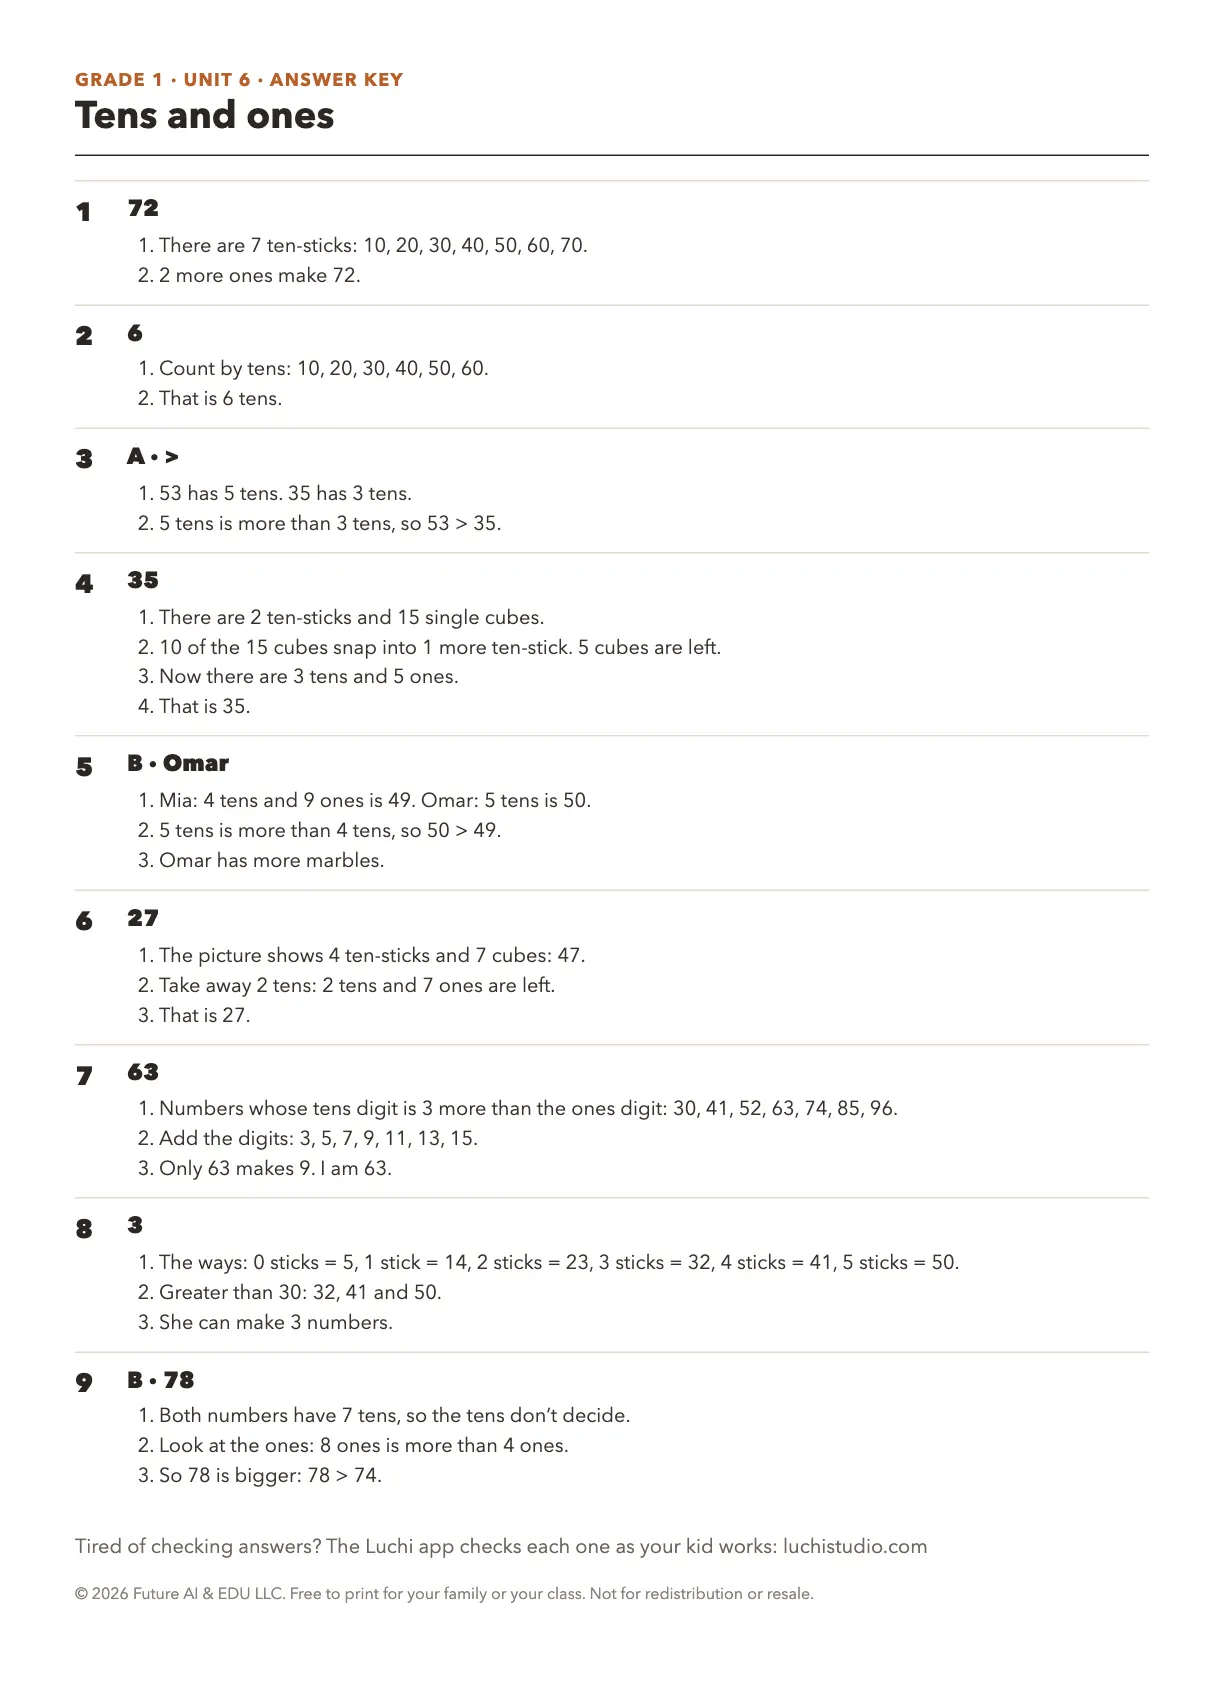 GRADE 1 · UNIT 6 · ANSWER KEY
Tens and ones
1 72
1. There are 7 ten-sticks: 10, 20, 30, 40, 50, 60, 70.
2. 2 more ones make 72.
2 6
1. Count by tens: 10, 20, 30, 40, 50, 60.
2. That is 6 tens.
3 A · >
1. 53 has 5 tens. 35 has 3 tens.
2. 5 tens is more than 3 tens, so 53 > 35.
4 35
1. There are 2 ten-sticks and 15 single cubes.
2. 10 of the 15 cubes snap into 1 more ten-stick. 5 cubes are left.
3. Now there are 3 tens and 5 ones.
4. That is 35.
5 B · Omar
1. Mia: 4 tens and 9 ones is 49. Omar: 5 tens is 50.
2. 5 tens is more than 4 tens, so 50 > 49.
3. Omar has more marbles.
6 27
1. The picture shows 4 ten-sticks and 7 cubes: 47.
2. Take away 2 tens: 2 tens and 7 ones are left.
3. That is 27.
7 63
1. Numbers whose tens digit is 3 more than the ones digit: 30, 41, 52, 63, 74, 85, 96.
2. Add the digits: 3, 5, 7, 9, 11, 13, 15.
3. Only 63 makes 9. I am 63.
8 3
1. The ways: 0 sticks = 5, 1 stick = 14, 2 sticks = 23, 3 sticks = 32, 4 sticks = 41, 5 sticks = 50.
2. Greater than 30: 32, 41 and 50.
3. She can make 3 numbers.
9 B · 78
1. Both numbers have 7 tens, so the tens don’t decide.
2. Look at the ones: 8 ones is more than 4 ones.
3. So 78 is bigger: 78 > 74.
Tired of checking answers? The Luchi app checks each one as your kid works: luchistudio.com
© 2026 Future AI & EDU LLC. Free to print for your family or your class. Not for redistribution or resale.